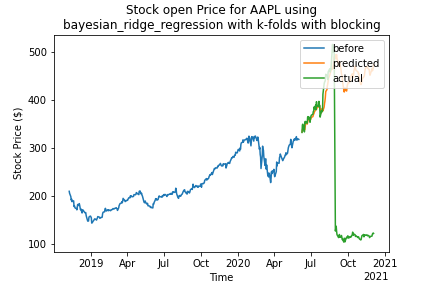 Stock open Price for AAPL using
bayesian_ridge_regression with k-folds with blocking
before
predicted
actual
Stock Price ($)
500
400
300
200
100
2019 Apr Jul Oct 2020 Apr Jul Oct 2021
Time
2021